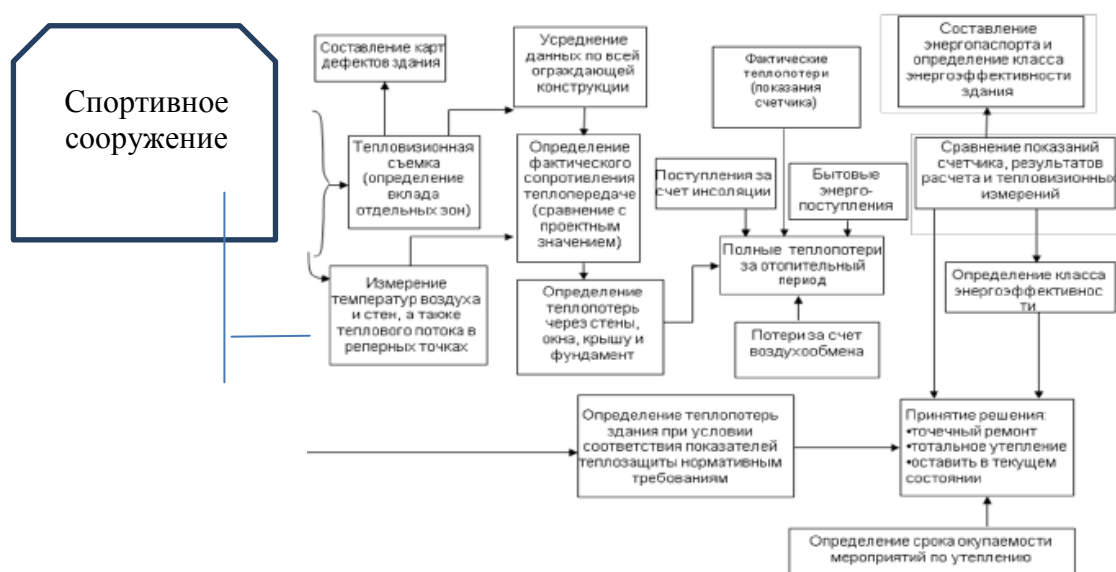 Спортивное
сооружение
Составление карт
дефектов здания
Усреднение
данных по всей
ограждающей
конструкции
Фактические
теплопотери
(показания
счетчика)
Составление
энергопаспорта и
определение класса
энергоэффективности
здания
Тепловизионная
съемка
(определение
вклада
отдельных зон)
Определение
фактического
сопротивления
теплопередаче
(сравнение с
проектным
значением)
Поступления за
счет инсоляции
Бытовые
энерго-
поступления
Сравнение показаний
счетчика, результатов
расчета и тепловизионных
измерений
Измерение
температур воздуха
и стен, а также
теплового потока в
реперных точках
Определение
теплопотерь
через стены,
окна, крышу и
фундамент
Полные теплопотери
за отопительный
период
Определение класса
энергоэффективнос
ти
Потери за счет
воздухообмена
Определение теплопотерь
здания при условии
соответствия показателей
теплозащиты нормативным
требованиям
Принятие решения:
•точечный ремонт
•тотальное утепление
•оставить в текущем
состоянии
Определение срока окупаемости
мероприятий по утеплению